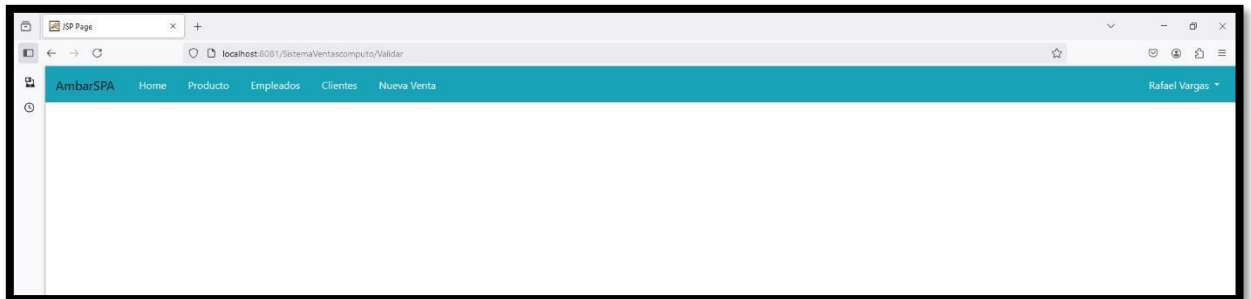 JSP Page
localhost:8081/SistemaVentascomputo/Validar
AmbarSPA Home Producto Empleados Clientes Nueva Venta Rafael Vargas